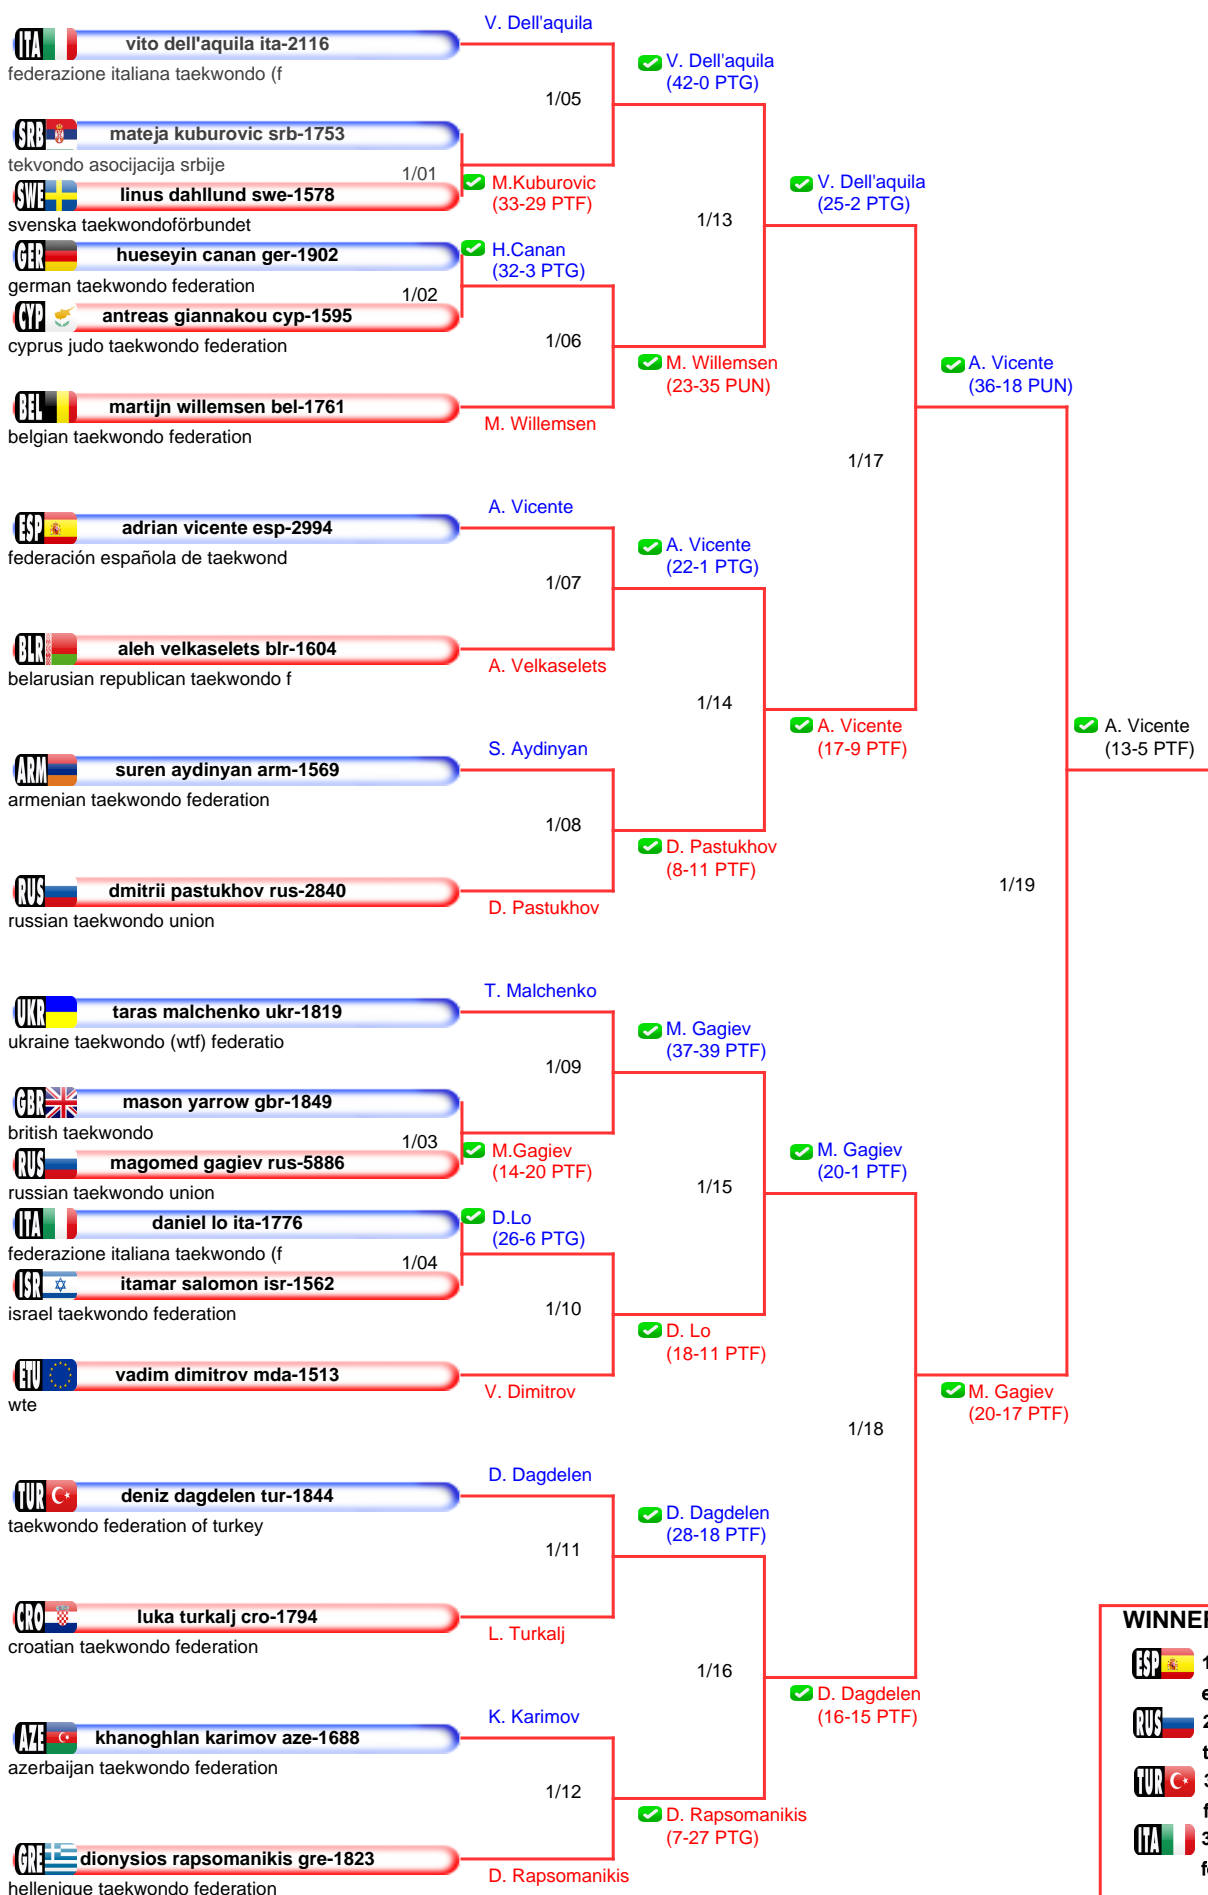 V. Dell'aquila
ITA vito dell'aquila ita-2116
federazione italiana taekwondo (f
V. Dell'aquila
(42-0 PTG)
1/05
SRB mateja kuburovic srb-1753
tekvondo asocijacija srbije
1/01
M.Kuburovic
(33-29 PTF)
V. Dell'aquila
(25-2 PTG)
SWE linus dahllund swe-1578
svenska taekwondoförbundet
1/13
GER hueseyin canan ger-1902
german taekwondo federation
H.Canan
(32-3 PTG)
1/02
CYP antreas giannakou cyp-1595
cyprus judo taekwondo federation
1/06
M. Willemsen
(23-35 PUN)
A. Vicente
(36-18 PUN)
BEL martijn willemsen bel-1761
belgian taekwondo federation
M. Willemsen
1/17
A. Vicente
ESP adrian vicente esp-2994
federación española de taekwond
A. Vicente
(22-1 PTG)
1/07
BLR aleh velkaselets blr-1604
belarusian republican taekwondo f
A. Velkaselets
1/14
A. Vicente
(17-9 PTF)
A. Vicente
(13-5 PTF)
S. Aydinyan
ARM suren aydinyan arm-1569
armenian taekwondo federation
1/08
D. Pastukhov
(8-11 PTF)
RUS dmitrii pastukhov rus-2840
russian taekwondo union
D. Pastukhov
1/19
T. Malchenko
UKR taras malchenko ukr-1819
ukraine taekwondo (wtf) federatio
M. Gagiev
(37-39 PTF)
1/09
GBR mason yarrow gbr-1849
british taekwondo
1/03
M.Gagiev
(14-20 PTF)
M. Gagiev
(20-1 PTF)
RUS magomed gagiev rus-5886
russian taekwondo union
1/15
ITA daniel lo ita-1776
federazione italiana taekwondo (f
D.Lo
(26-6 PTG)
1/04
ISR itamar salomon isr-1562
israel taekwondo federation
1/10
D. Lo
(18-11 PTF)
ETU vadim dimitrov mda-1513
wte
V. Dimitrov
M. Gagiev
(20-17 PTF)
1/18
D. Dagdelen
TUR deniz dagdelen tur-1844
taekwondo federation of turkey
D. Dagdelen
(28-18 PTF)
1/11
CRO luka turkalj cro-1794
croatian taekwondo federation
L. Turkalj
1/16
D. Dagdelen
(16-15 PTF)
K. Karimov
AZE khanoghlan karimov aze-1688
azerbaijan taekwondo federation
1/12
D. Rapsomanikis
(7-27 PTG)
GRE dionysios rapsomanikis gre-1823
hellenique taekwondo federation
D. Rapsomanikis
ESP 1
RUS 2
TUR 3
ITA 3